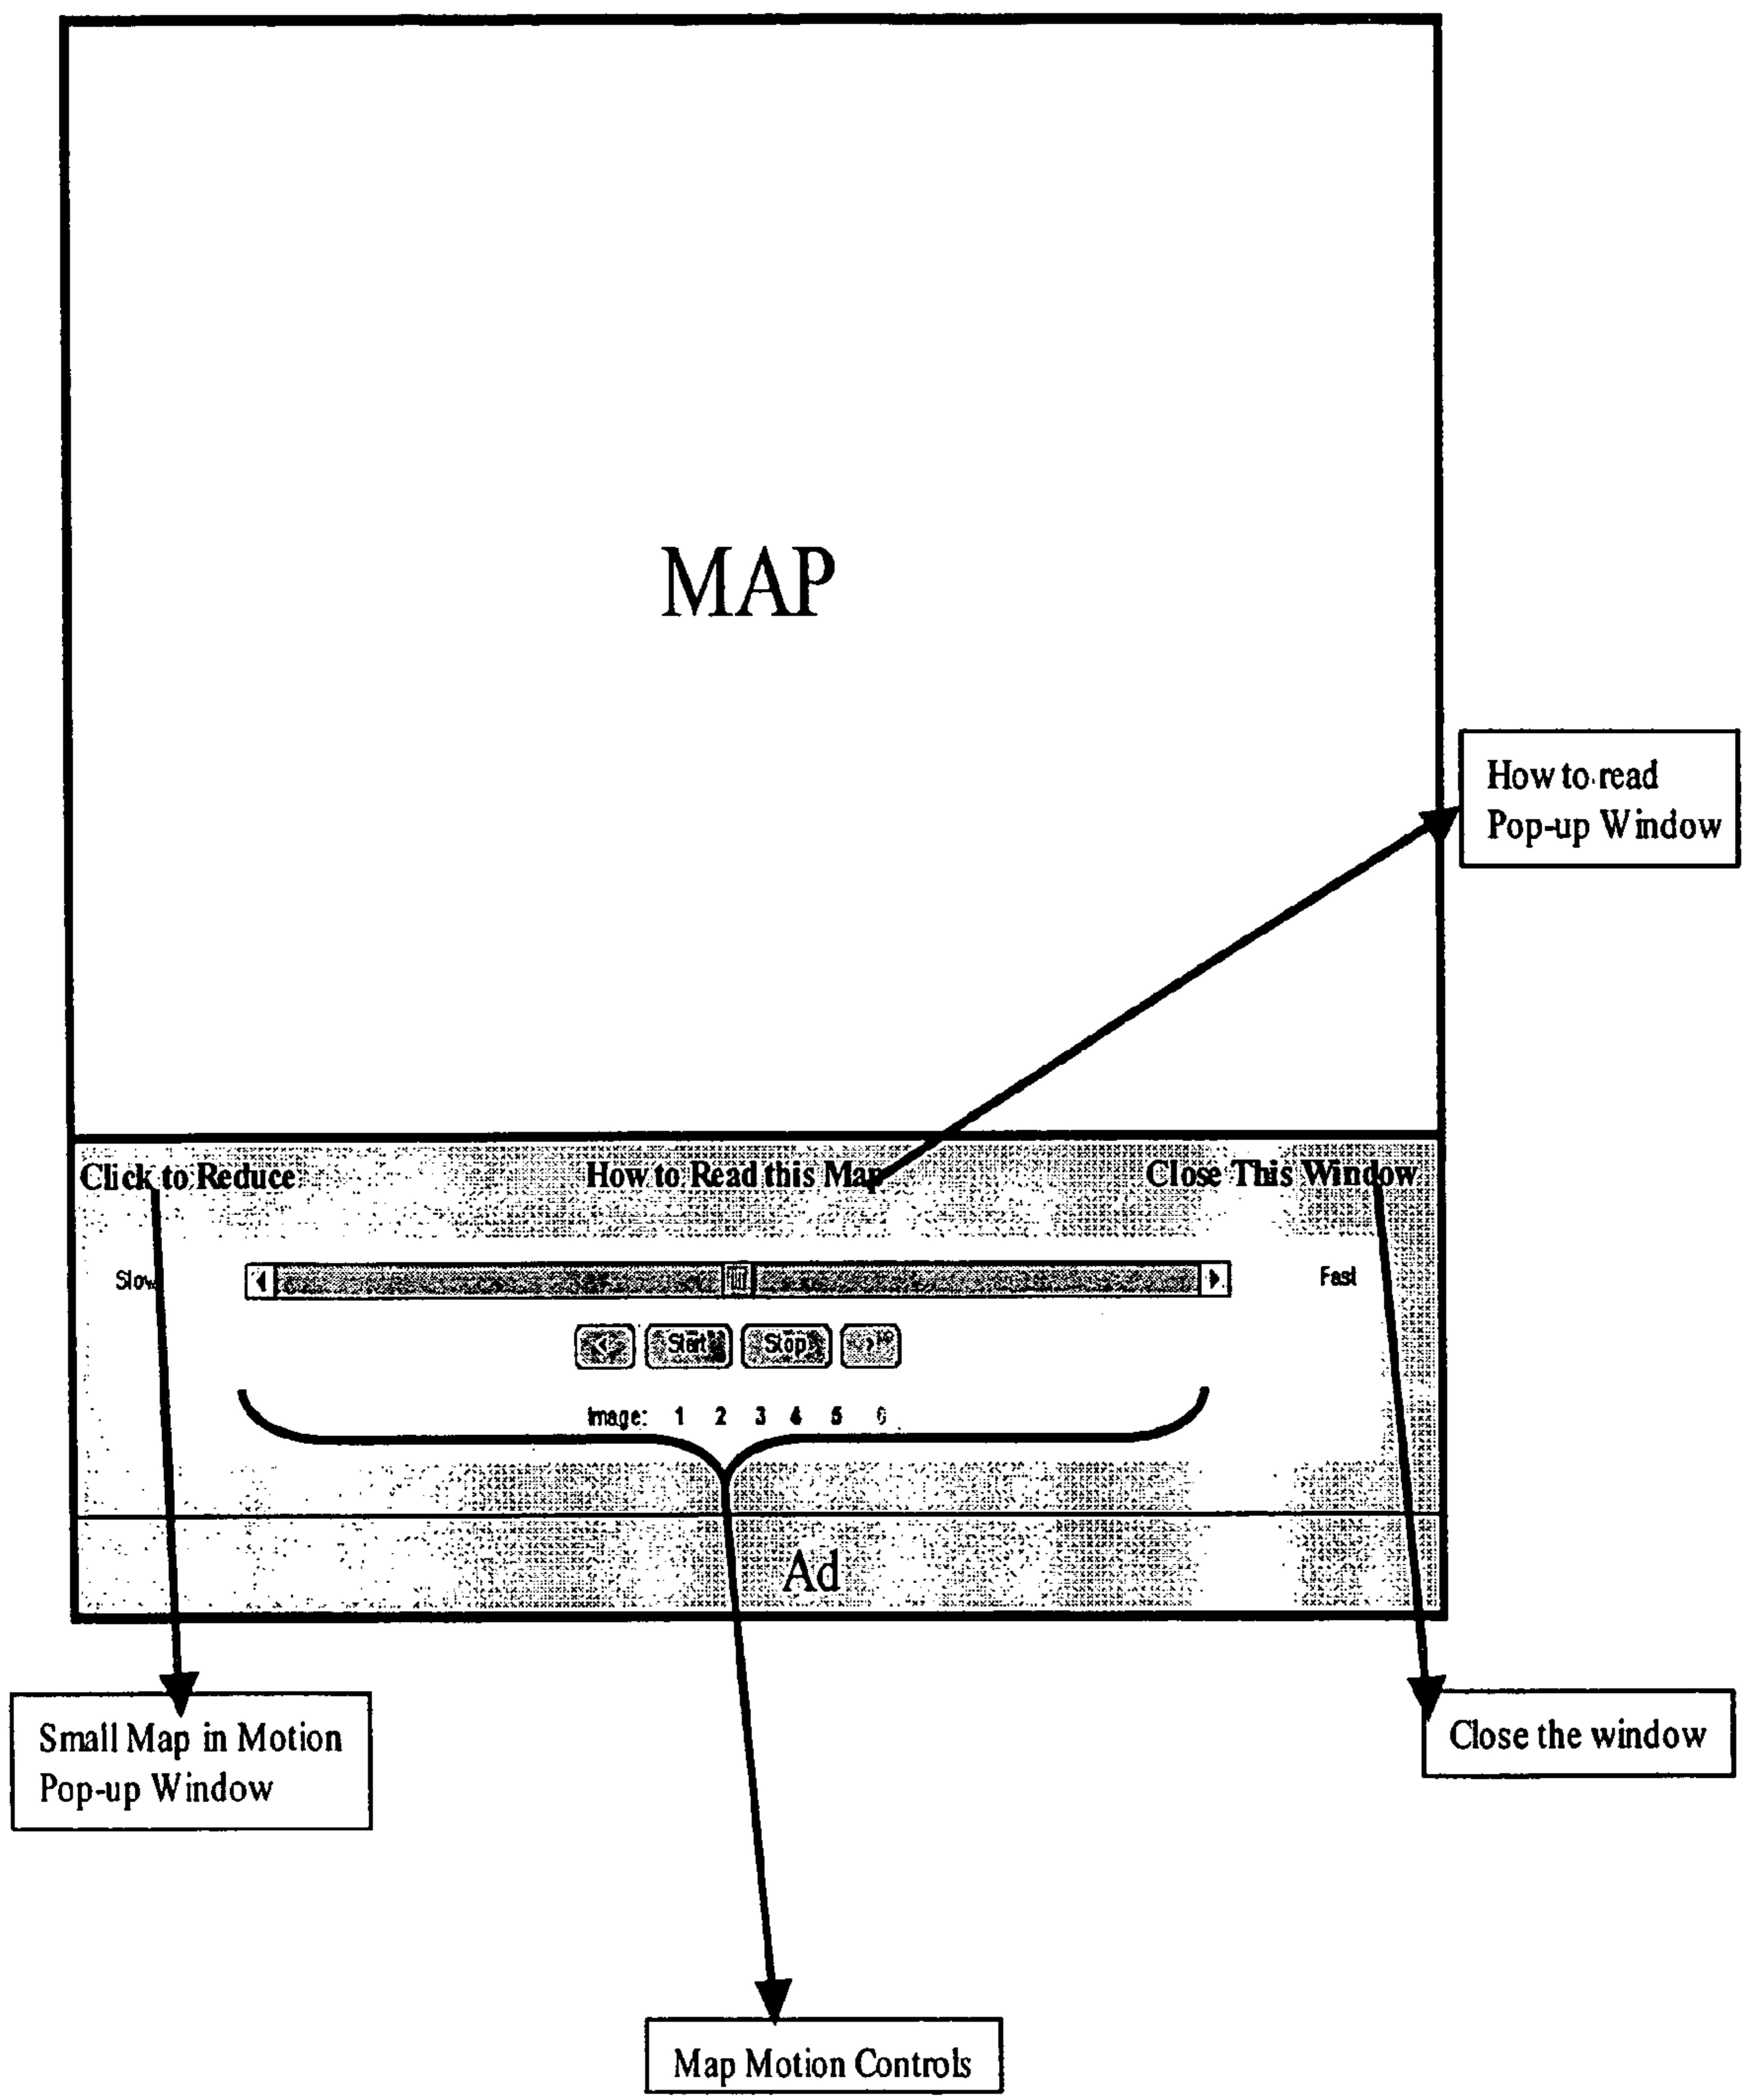 MAP
How to read
Pop-up Window
Click to Reduce How to Read this Map Close This Window
Slow Fast
< Start Stop >
Image: 1 2 3 4 5 6
Ad
Small Map in Motion
Pop-up Window
Close the window
Map Motion Controls